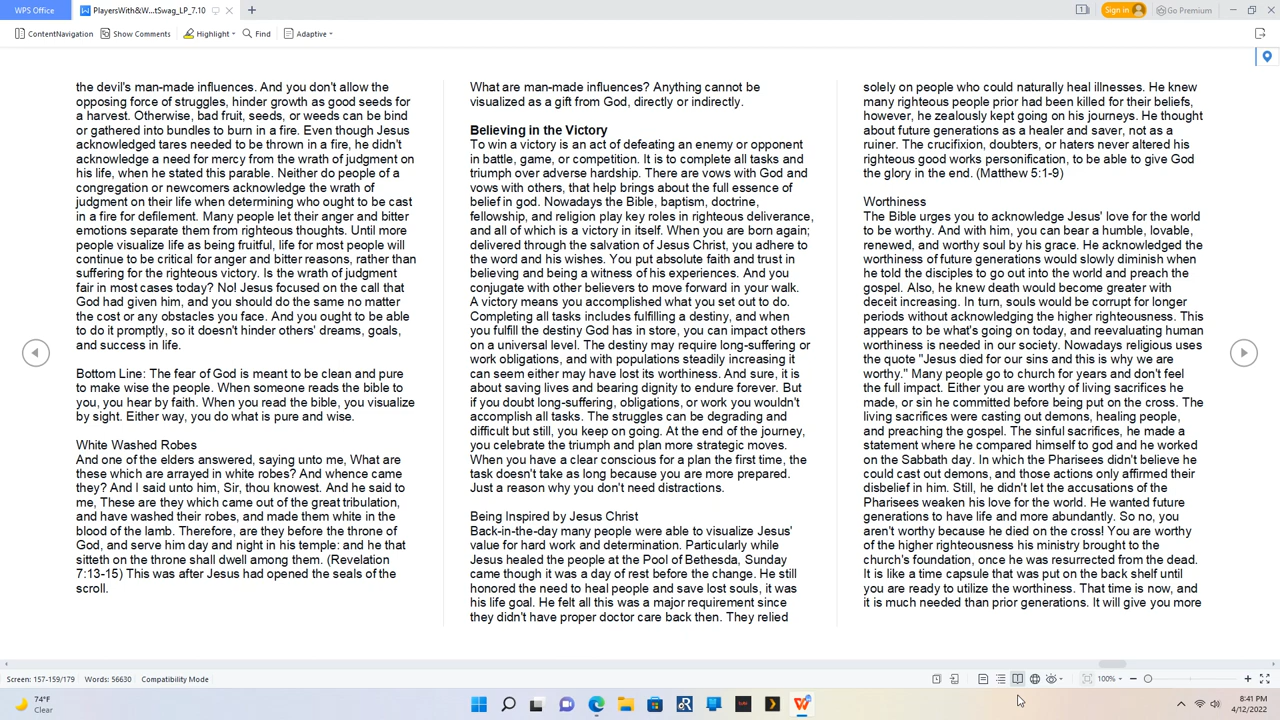 WPS Office
PlayersWith&W...tSwag_LP_7.10
Sign in
Go Premium
ContentNavigation
Show Comments
Highlight
Find
Adaptive
the devil's man-made influences. And you don't allow the
opposing force of struggles, hinder growth as good seeds for
a harvest. Otherwise, bad fruit, seeds, or weeds can be bind
or gathered into bundles to burn in a fire. Even though Jesus
acknowledged tares needed to be thrown in a fire, he didn't
acknowledge a need for mercy from the wrath of judgment on
his life, when he stated this parable. Neither do people of a
congregation or newcomers acknowledge the wrath of
judgment on their life when determining who ought to be cast
in a fire for defilement. Many people let their anger and bitter
emotions separate them from righteous thoughts. Until more
people visualize life as being fruitful, life for most people will
continue to be critical for anger and bitter reasons, rather than
suffering for the righteous victory. Is the wrath of judgment
fair in most cases today? No! Jesus focused on the call that
God had given him, and you should do the same no matter
the cost or any obstacles you face. And you ought to be able
to do it promptly, so it doesn't hinder others' dreams, goals,
and success in life.
Bottom Line: The fear of God is meant to be clean and pure
to make wise the people. When someone reads the bible to
you, you hear by faith. When you read the bible, you visualize
by sight. Either way, you do what is pure and wise.
White Washed Robes
And one of the elders answered, saying unto me, What are
these which are arrayed in white robes? And whence came
they? And I said unto him, Sir, thou knowest. And he said to
me, These are they which came out of the great tribulation,
and have washed their robes, and made them white in the
blood of the lamb. Therefore, are they before the throne of
God, and serve him day and night in his temple: and he that
sitteth on the throne shall dwell among them. (Revelation
7:13-15) This was after Jesus had opened the seals of the
scroll.
What are man-made influences? Anything cannot be
visualized as a gift from God, directly or indirectly.
Believing in the Victory
To win a victory is an act of defeating an enemy or opponent
in battle, game, or competition. It is to complete all tasks and
triumph over adverse hardship. There are vows with God and
vows with others, that help brings about the full essence of
belief in god. Nowadays the Bible, baptism, doctrine,
fellowship, and religion play key roles in righteous deliverance,
and all of which is a victory in itself. When you are born again;
delivered through the salvation of Jesus Christ, you adhere to
the word and his wishes. You put absolute faith and trust in
believing and being a witness of his experiences. And you
conjugate with other believers to move forward in your walk.
A victory means you accomplished what you set out to do.
Completing all tasks includes fulfilling a destiny, and when
you fulfill the destiny God has in store, you can impact others
on a universal level. The destiny may require long-suffering or
work obligations, and with populations steadily increasing it
can seem either may have lost its worthiness. And sure, it is
about saving lives and bearing dignity to endure forever. But
if you doubt long-suffering, obligations, or work you wouldn't
accomplish all tasks. The struggles can be degrading and
difficult but still, you keep on going. At the end of the journey,
you celebrate the triumph and plan more strategic moves.
When you have a clear conscious for a plan the first time, the
task doesn't take as long because you are more prepared.
Just a reason why you don't need distractions.
Being Inspired by Jesus Christ
Back-in-the-day many people were able to visualize Jesus'
value for hard work and determination. Particularly while
Jesus healed the people at the Pool of Bethesda, Sunday
came though it was a day of rest before the change. He still
honored the need to heal people and save lost souls, it was
his life goal. He felt all this was a major requirement since
they didn't have proper doctor care back then. They relied
solely on people who could naturally heal illnesses. He knew
many righteous people prior had been killed for their beliefs,
however, he zealously kept going on his journeys. He thought
about future generations as a healer and saver, not as a
ruiner. The crucifixion, doubters, or haters never altered his
righteous good works personification, to be able to give God
the glory in the end. (Matthew 5:1-9)
Worthiness
The Bible urges you to acknowledge Jesus' love for the world
to be worthy. And with him, you can bear a humble, lovable,
renewed, and worthy soul by his grace. He acknowledged the
worthiness of future generations would slowly diminish when
he told the disciples to go out into the world and preach the
gospel. Also, he knew death would become greater with
deceit increasing. In turn, souls would be corrupt for longer
periods without acknowledging the higher righteousness. This
appears to be what's going on today, and reevaluating human
worthiness is needed in our society. Nowadays religion uses
the quote "Jesus died for our sins and this is why we are
worthy." Many people go to church for years and don't feel
the full impact. Either you are worthy of living sacrifices he
made, or sin he committed before being put on the cross. The
living sacrifices were casting out demons, healing people,
and preaching the gospel. The sinful sacrifices, he made a
statement where he compared himself to god and he worked
on the Sabbath day. In which the Pharisees didn't believe he
could cast out demons, and those actions only affirmed their
disbelief in him. Still, he didn't let the accusations of the
Pharisees weaken his love for the world. He wanted future
generations to have life and more abundantly. So no, you
aren't worthy because he died on the cross! You are worthy
of the higher righteousness his ministry brought to the
church's foundation, once he was resurrected from the dead.
It is like a time capsule that was put on the back shelf until
you are ready to utilize the worthiness. That time is now, and
it is much needed than prior generations. It will give you more
Screen: 157-159/179
Words: 56630
Compatibility Mode
100%
74°F
Clear
8:41 PM
4/12/2022